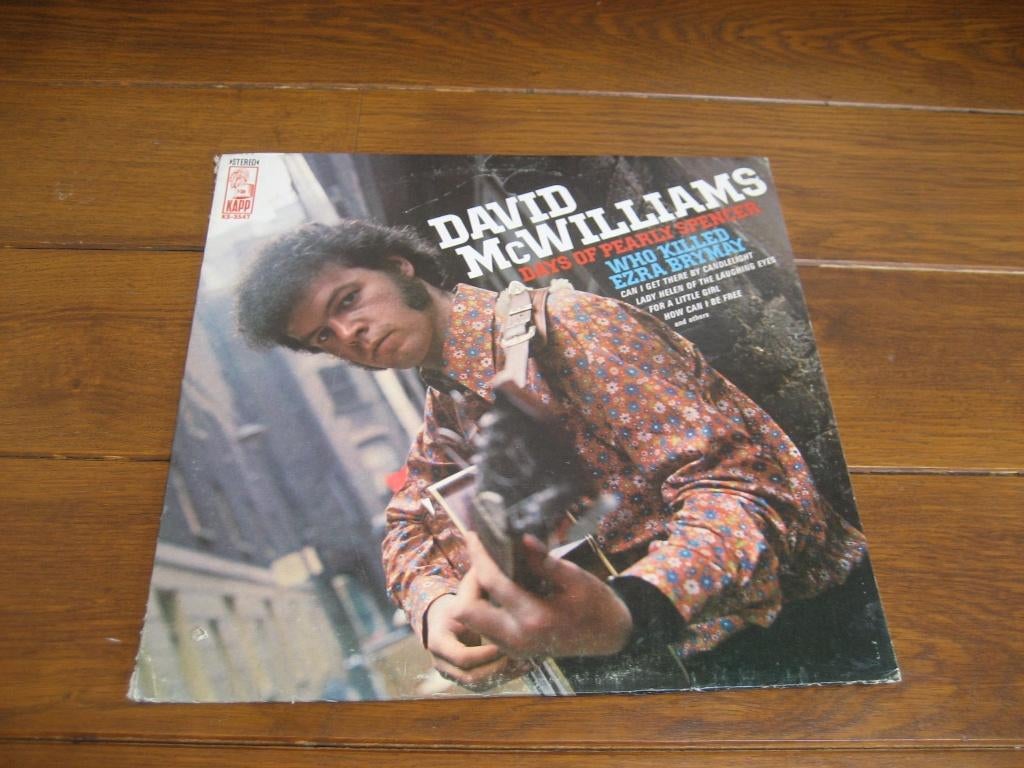 STEREO
KAPP
KS-3547
DAVID
McWILLIAMS
DAYS OF PEARLY SPENCER
WHO KILLED
EZRA BRYMAY
CAN I GET THERE BY CANDLELIGHT
LADY HELEN OF THE LAUGHING EYES
FOR A LITTLE GIRL
HOW CAN I BE FREE
and others